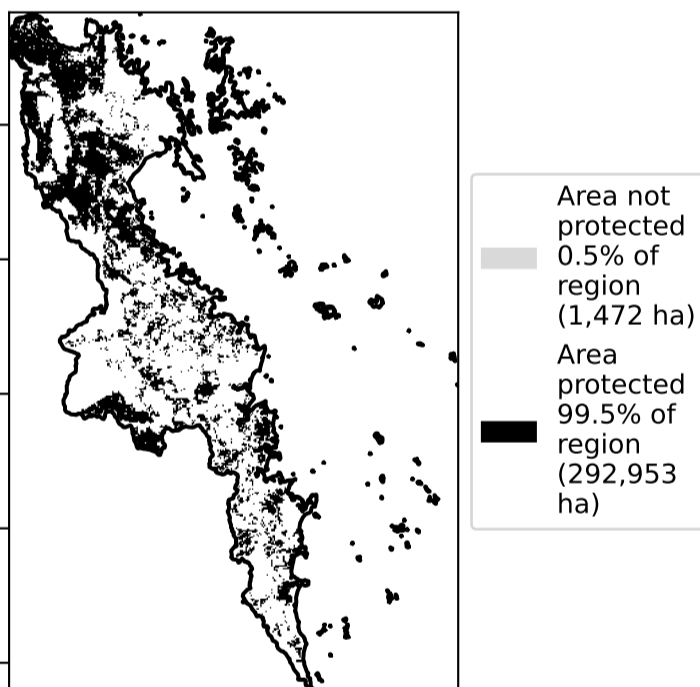 Area not
protected
0.5% of
region
(1,472 ha)
Area
protected
99.5% of
region
(292,953
ha)